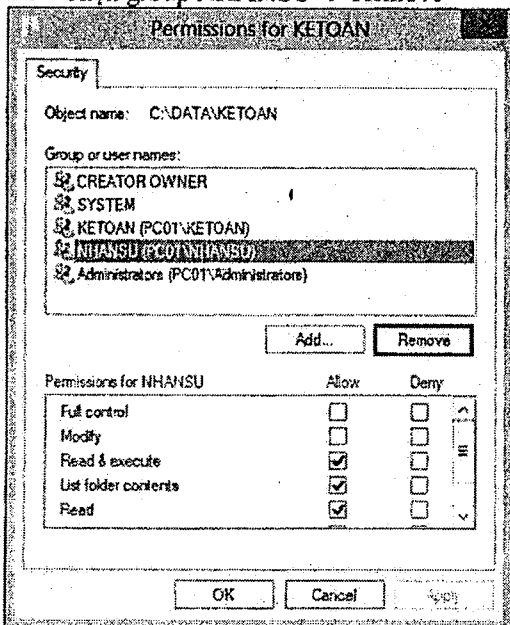 Permissions for KETOAN
Security
Object name: C:\DATA\KETOAN
Group or user names:
CREATOR OWNER
SYSTEM
KETOAN (PC01\KETOAN)
NHANSU (PC01\NHANSU)
Administrators (PC01\Administrators)
Add... Remove
Permissions for NHANSU Allow Deny
Full control
Modify
Read & execute
List folder contents
Read
OK Cancel Apply